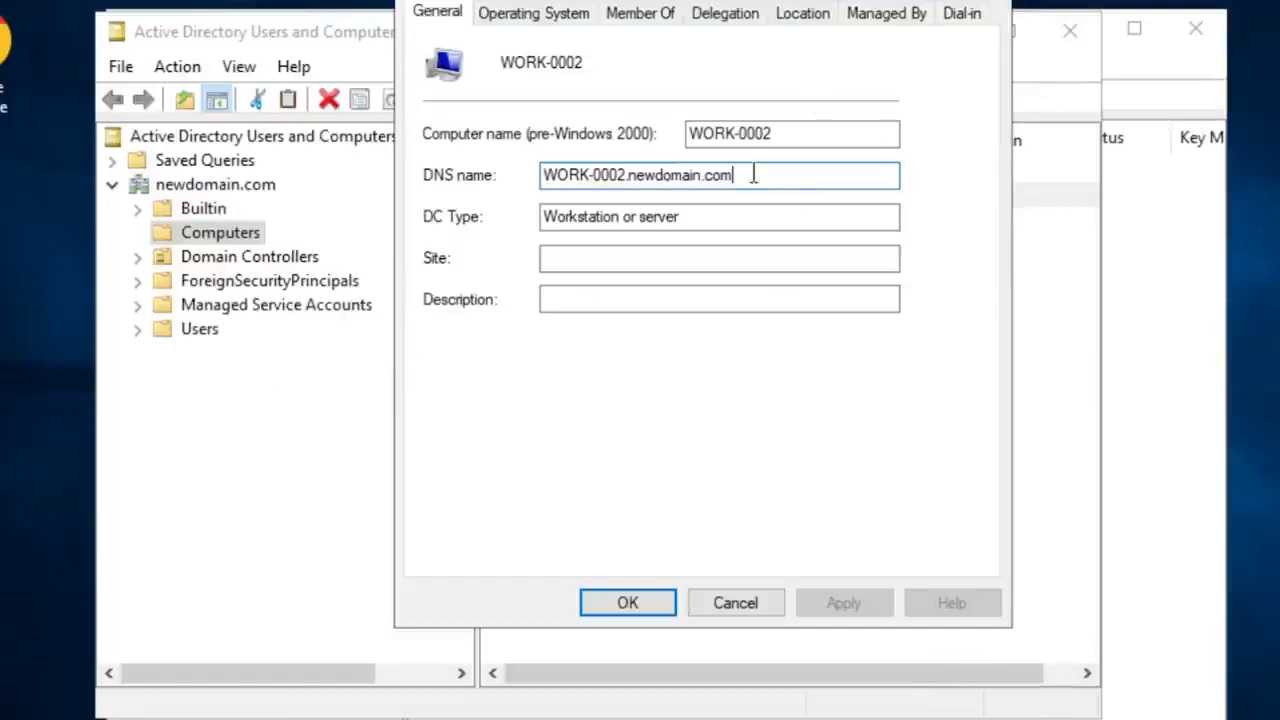 e
e
Active Directory Users and Computer
File Action View Help
Active Directory Users and Computers
Saved Queries
newdomain.com
Builtin
Computers
Domain Controllers
ForeignSecurityPrincipals
Managed Service Accounts
Users
General Operating System Member Of Delegation Location Managed By Dial-in
WORK-0002
Computer name (pre-Windows 2000): WORK-0002
DNS name: WORK-0002.newdomain.com
DC Type: Workstation or server
Site:
Description:
OK Cancel Apply Help
n
tus Key M